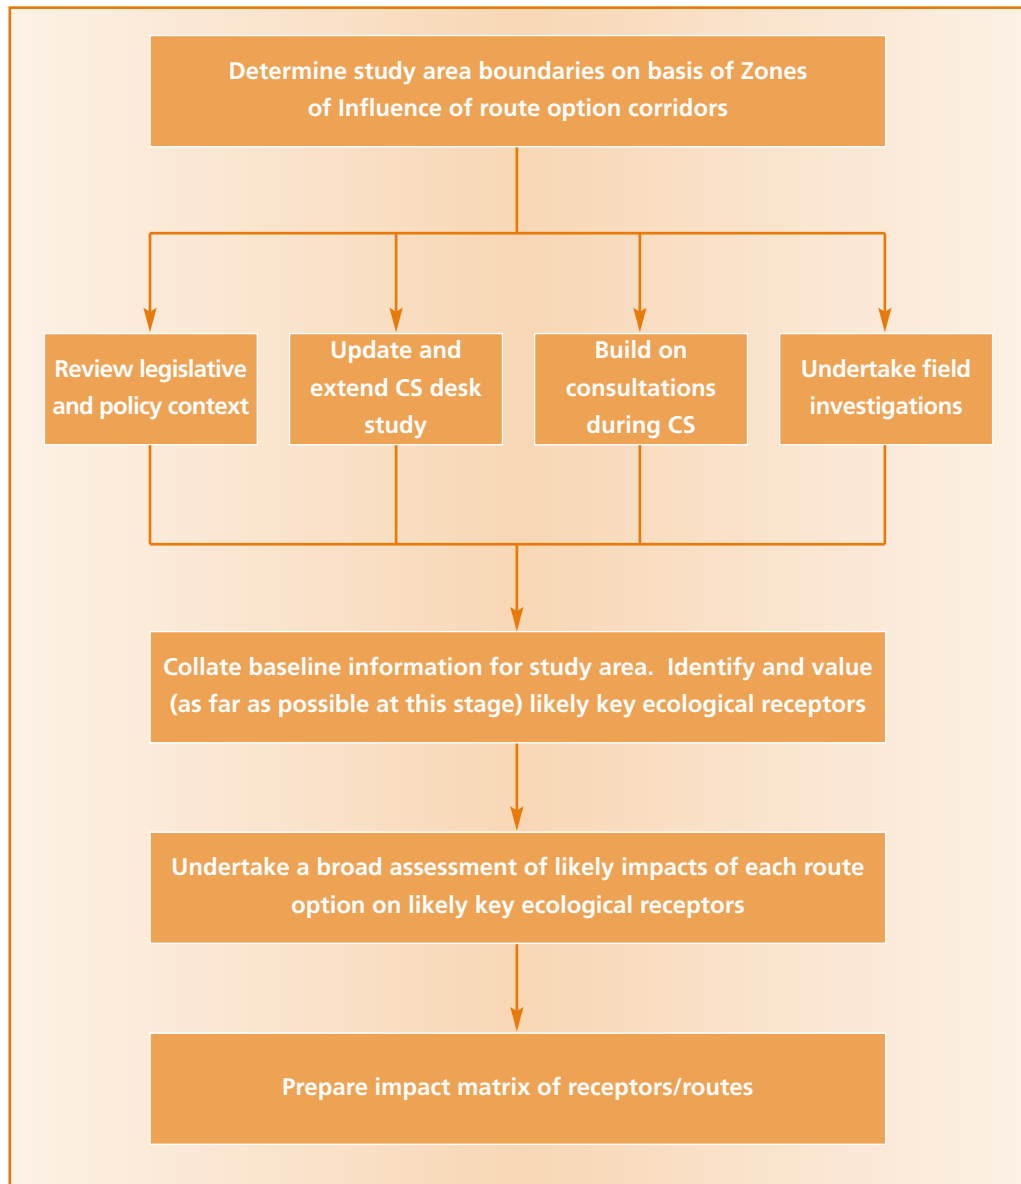 Determine study area boundaries on basis of Zones
of Influence of route option corridors
Review legislative
and policy context
Update and
extend CS desk
study
Build on
consultations
during CS
Undertake field
investigations
Collate baseline information for study area.  Identify and value
(as far as possible at this stage) likely key ecological receptors
Undertake a broad assessment of likely impacts of each route
option on likely key ecological receptors
Prepare impact matrix of receptors/routes